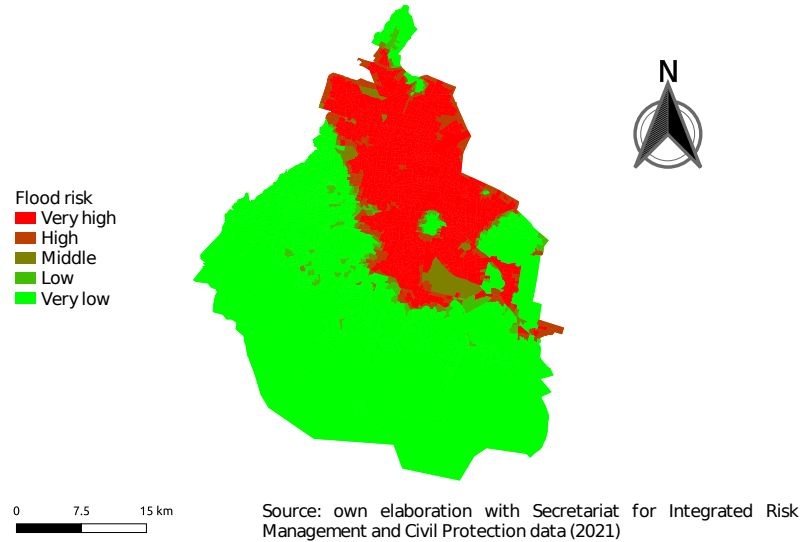 N
Flood risk
Very high
High
Middle
Low
Very low
0 7.5 15 km
Source: own elaboration with Secretariat for Integrated Risk
Management and Civil Protection data (2021)